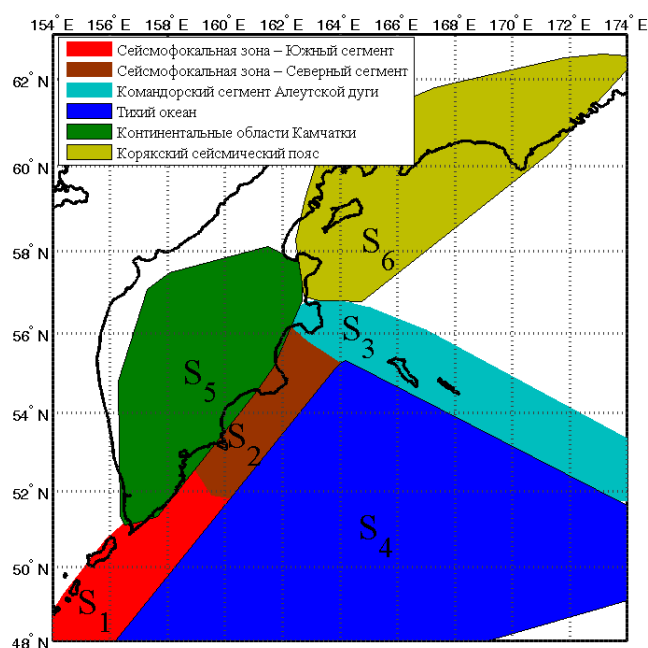 154° E 156° E 158° E 160° E 162° E 164° E 166° E 168° E 170° E 172° E 174° E
Сейсмофокальная зона – Южный сегмент
Сейсмофокальная зона – Северный сегмент
Командорский сегмент Алеутской дуги
Тихий океан
Континентальные области Камчатки
Корякский сейсмический пояс
62° N
60° N
58° N
56° N
54° N
52° N
50° N
48° N
S6
S3
S5
S2
S4
S1